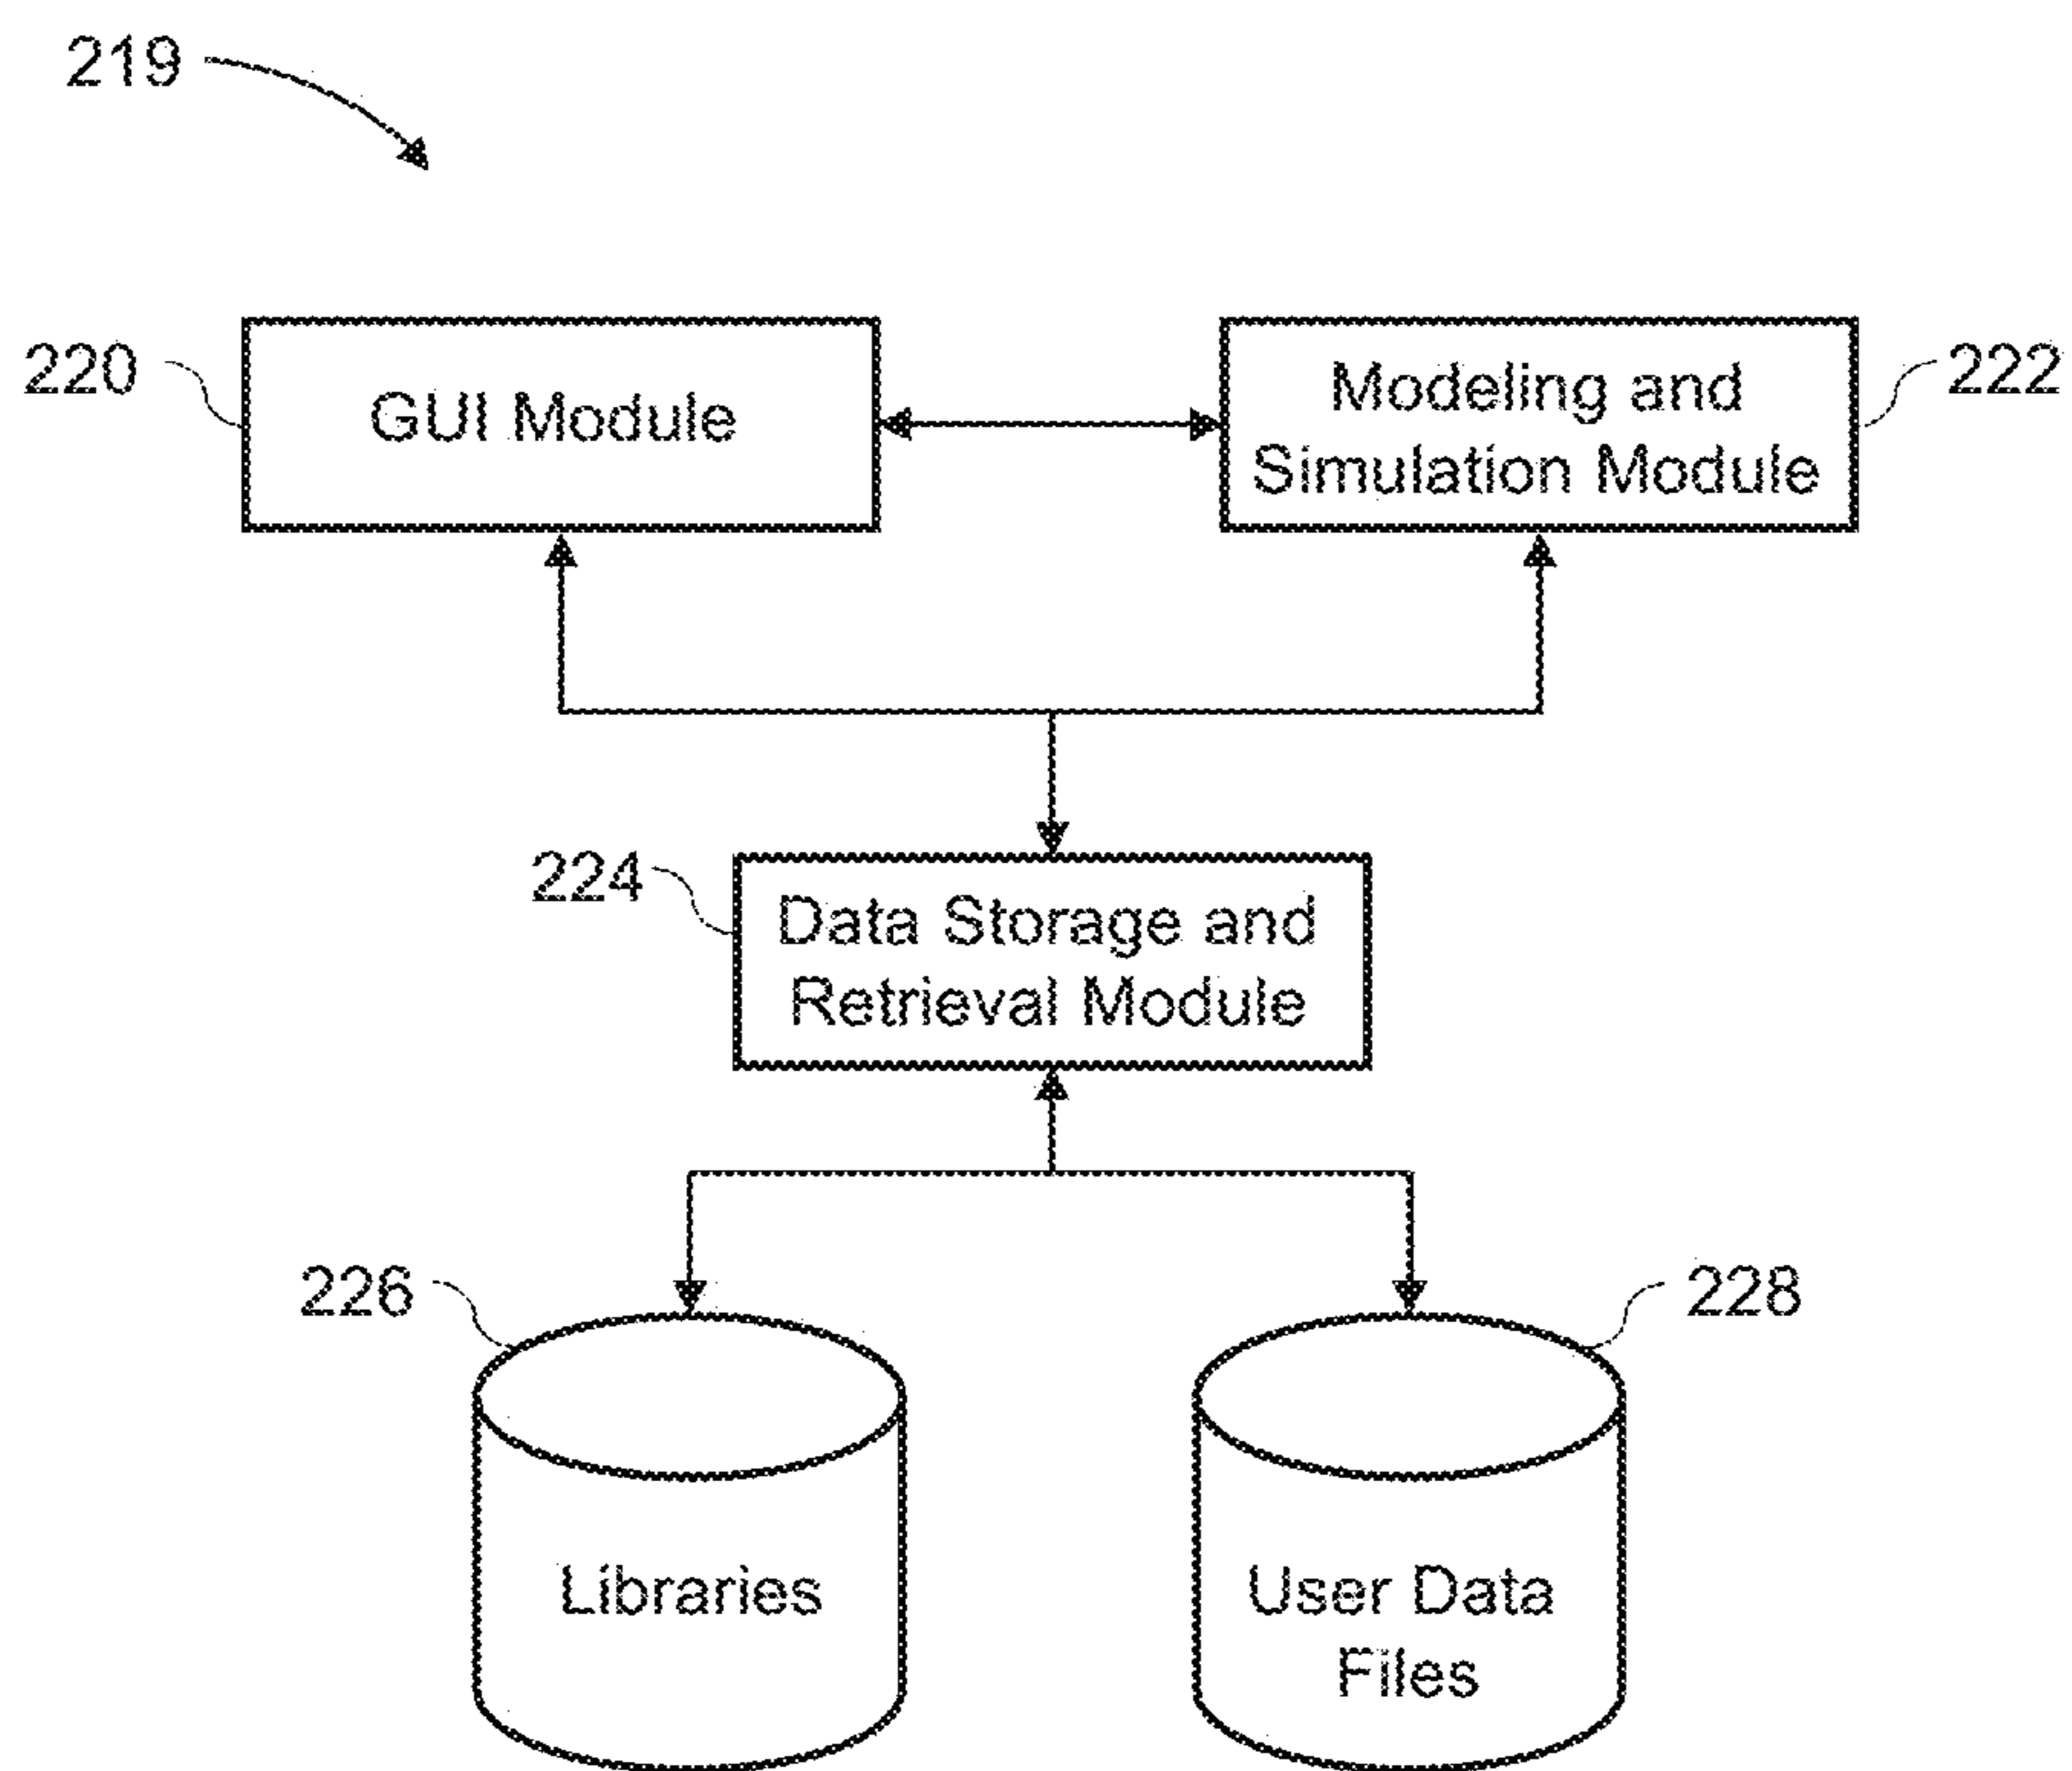 219
220
GUI Module
Modeling and
Simulation Module
222
224
Data Storage and
Retrieval Module
226
228
Libraries
User Data
Files